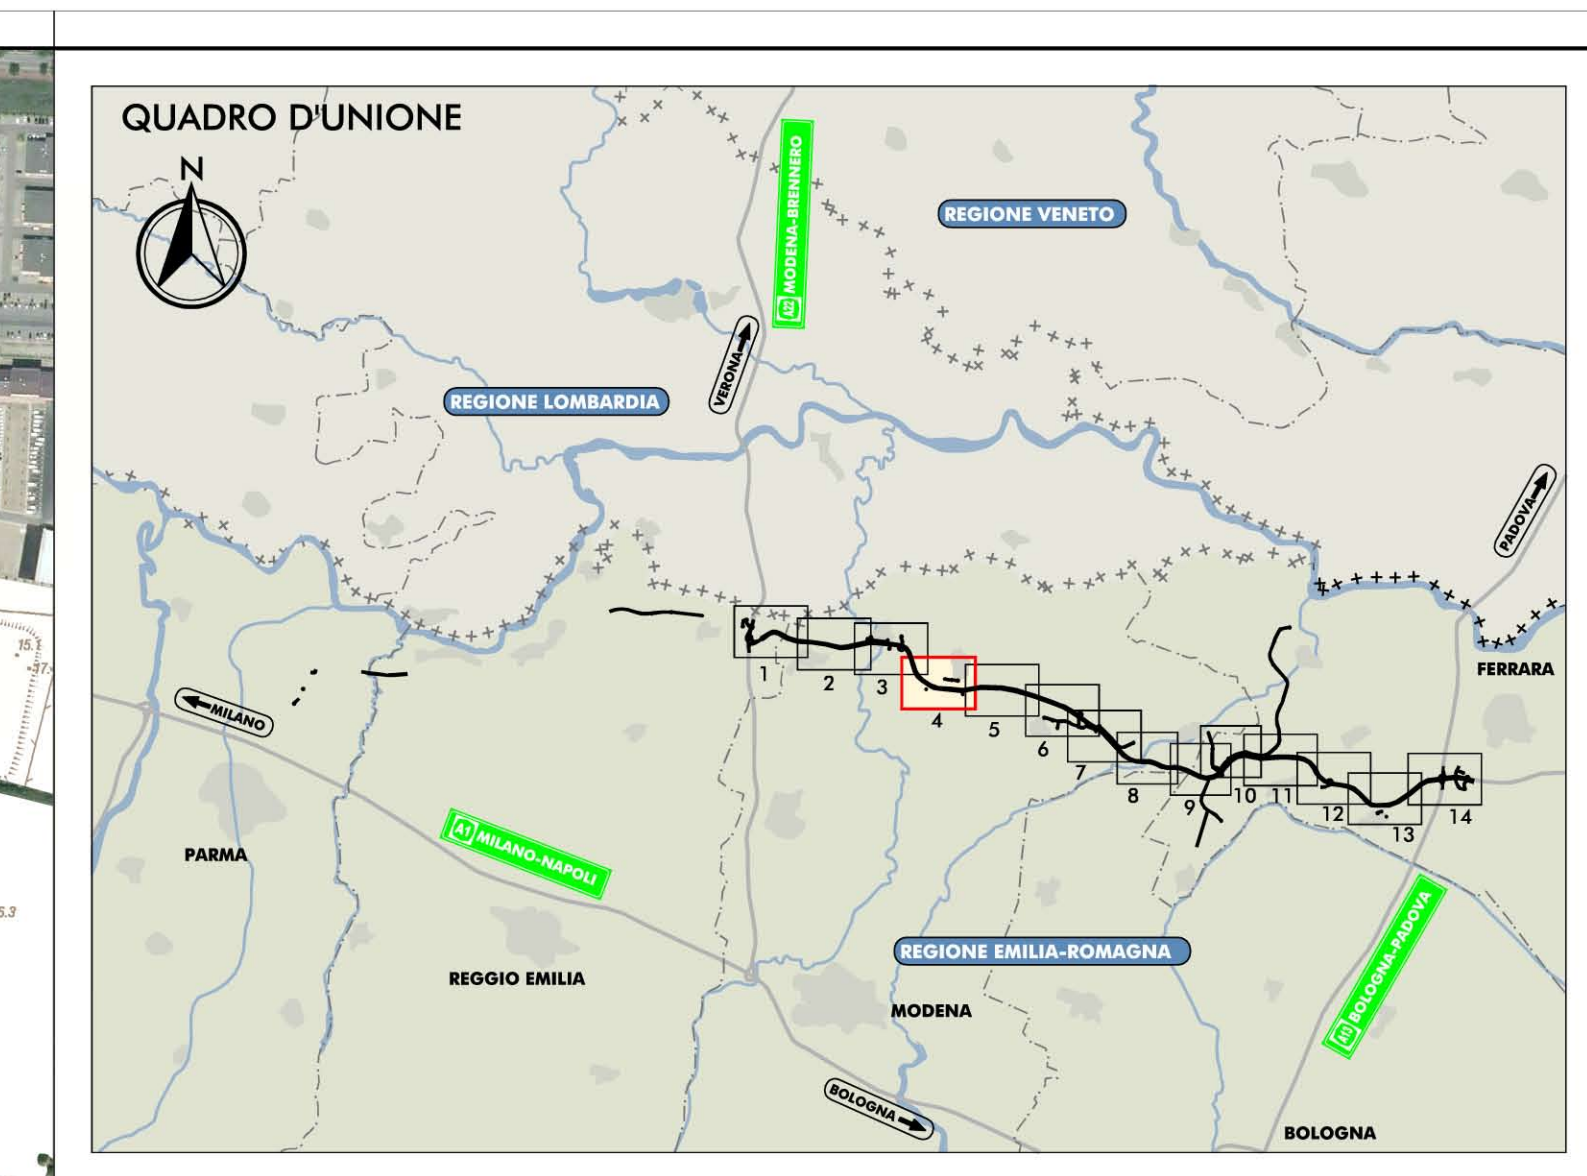 QUADRO D'UNIONE
N
A22 MODENA-BRENNERO
REGIONE VENETO
VERONA
REGIONE LOMBARDIA
PADOVA
FERRARA
1
2
3
4
5
6
7
8
9
10
11
12
13
14
MILANO
A1 MILANO-NAPOLI
PARMA
REGGIO EMILIA
REGIONE EMILIA-ROMAGNA
MODENA
A13 BOLOGNA-PADOVA
BOLOGNA
BOLOGNA